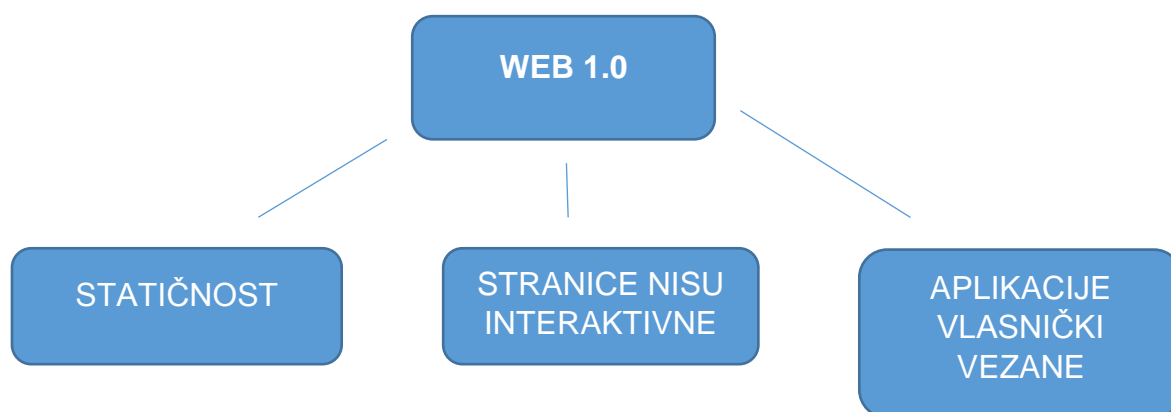 WEB 1.0
STATIČNOST
STRANICE NISU
INTERAKTIVNE
APLIKACIJE
VLASNIČKI
VEZANE